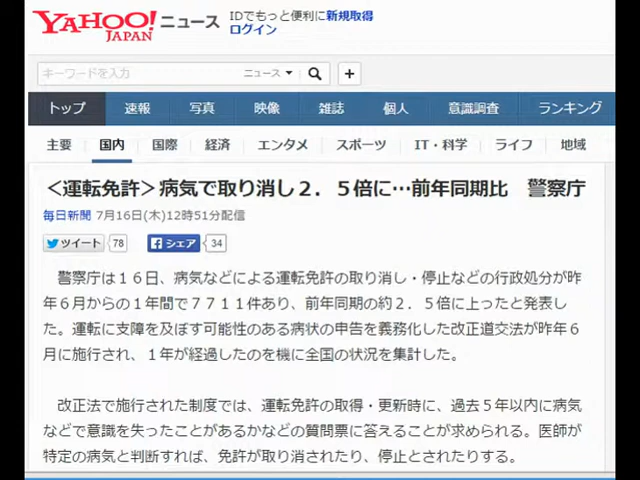 YAHOO! ニュース
JAPAN
IDでもっと便利に新規取得
ログイン
キーワードを入力 ニュース
トップ 速報 写真 映像 雑誌 個人 意識調査 ランキング
主要 国内 国際 経済 エンタメ スポーツ IT・科学 ライフ 地域
＜運転免許＞病気で取り消し２．５倍に…前年同期比　警察庁
毎日新聞 7月16日(木)12時51分配信
ツイート 78 シェア 34
警察庁は１６日、病気などによる運転免許の取り消し・停止などの行政処分が昨
年６月からの１年間で７７１１件あり、前年同期の約２．５倍に上ったと発表し
た。運転に支障を及ぼす可能性のある病状の申告を義務化した改正道交法が昨年６
月に施行され、１年が経過したのを機に全国の状況を集計した。
改正法で施行された制度では、運転免許の取得・更新時に、過去５年以内に病気
などで意識を失ったことがあるかなどの質問票に答えることが求められる。医師が
特定の病気と判断すれば、免許が取り消されたり、停止とされたりする。